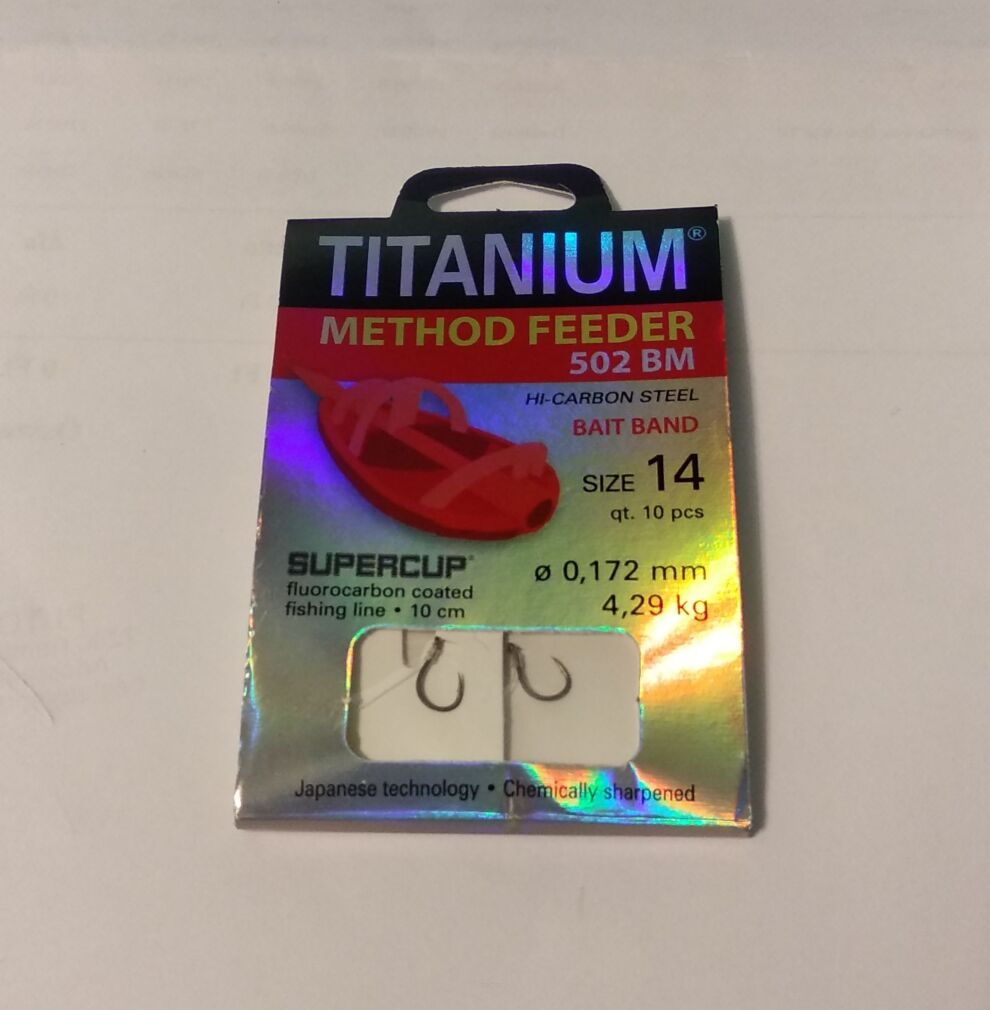 TITANIUM®
METHOD FEEDER
502 BM
HI-CARBON STEEL
BAIT BAND
SIZE 14
qt. 10 pcs
SUPERCUP®
fluorocarbon coated
fishing line • 10 cm
ø 0,172 mm
4,29 kg
Japanese technology • Chemically sharpened